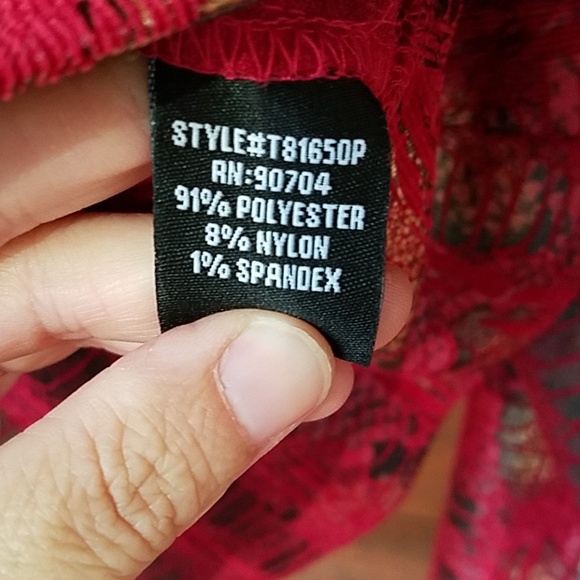 STYLE#T81650P
RN:90704
91% POLYESTER
8% NYLON
1% SPANDEX